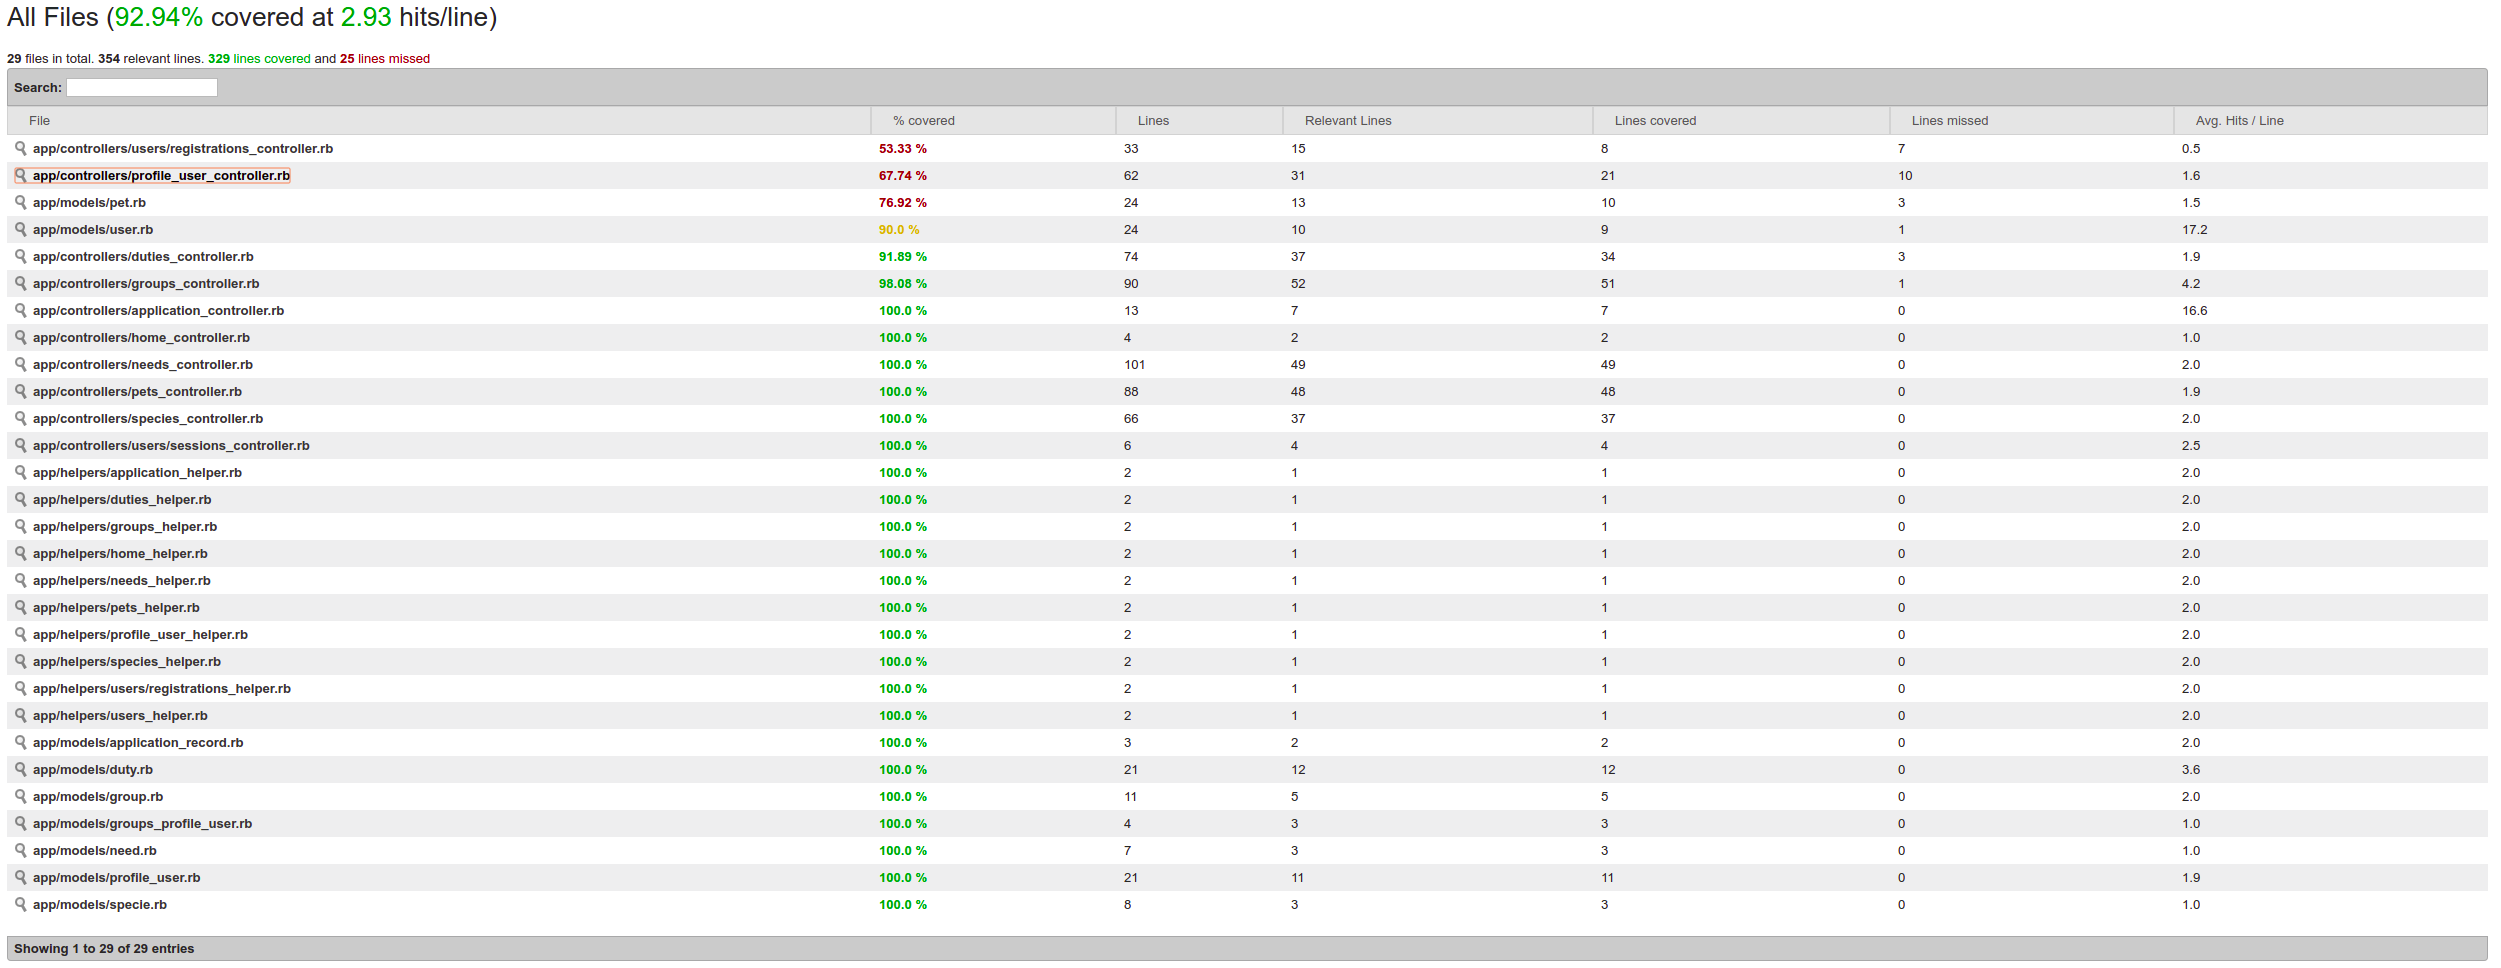 All Files (92.94% covered at 2.93 hits/line)
29 files in total. 354 relevant lines. 329 lines covered and 25 lines missed
Search:
File % covered Lines Relevant Lines Lines covered Lines missed Avg. Hits / Line
app/controllers/users/registrations_controller.rb 53.33 % 33 15 8 7 0.5
app/controllers/profile_user_controller.rb 67.74 % 62 31 21 10 1.6
app/models/pet.rb 76.92 % 24 13 10 3 1.5
app/models/user.rb 90.0 % 24 10 9 1 17.2
app/controllers/duties_controller.rb 91.89 % 74 37 34 3 1.9
app/controllers/groups_controller.rb 98.08 % 90 52 51 1 4.2
app/controllers/application_controller.rb 100.0 % 13 7 7 0 16.6
app/controllers/home_controller.rb 100.0 % 4 2 2 0 1.0
app/controllers/needs_controller.rb 100.0 % 101 49 49 0 2.0
app/controllers/pets_controller.rb 100.0 % 88 48 48 0 1.9
app/controllers/species_controller.rb 100.0 % 66 37 37 0 2.0
app/controllers/users/sessions_controller.rb 100.0 % 6 4 4 0 2.5
app/helpers/application_helper.rb 100.0 % 2 1 1 0 2.0
app/helpers/duties_helper.rb 100.0 % 2 1 1 0 2.0
app/helpers/groups_helper.rb 100.0 % 2 1 1 0 2.0
app/helpers/home_helper.rb 100.0 % 2 1 1 0 2.0
app/helpers/needs_helper.rb 100.0 % 2 1 1 0 2.0
app/helpers/pets_helper.rb 100.0 % 2 1 1 0 2.0
app/helpers/profile_user_helper.rb 100.0 % 2 1 1 0 2.0
app/helpers/species_helper.rb 100.0 % 2 1 1 0 2.0
app/helpers/users/registrations_helper.rb 100.0 % 2 1 1 0 2.0
app/helpers/users_helper.rb 100.0 % 2 1 1 0 2.0
app/models/application_record.rb 100.0 % 3 2 2 0 2.0
app/models/duty.rb 100.0 % 21 12 12 0 3.6
app/models/group.rb 100.0 % 11 5 5 0 2.0
app/models/groups_profile_user.rb 100.0 % 4 3 3 0 1.0
app/models/need.rb 100.0 % 7 3 3 0 1.0
app/models/profile_user.rb 100.0 % 21 11 11 0 1.9
app/models/specie.rb 100.0 % 8 3 3 0 1.0
Showing 1 to 29 of 29 entries